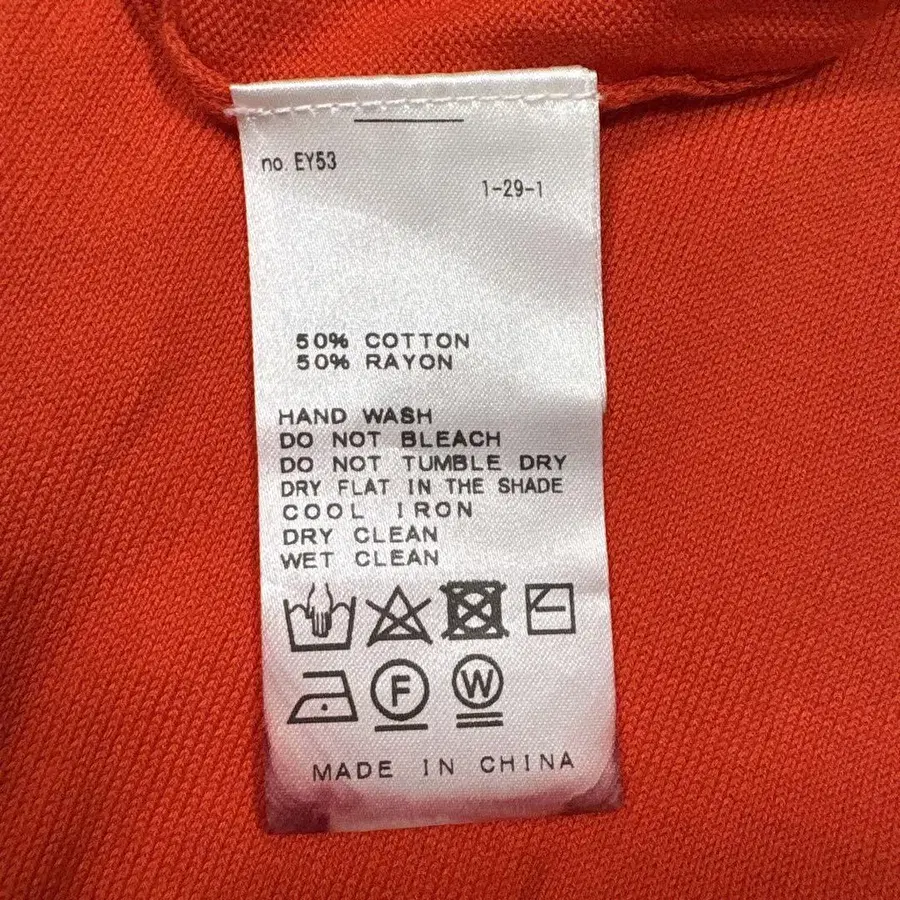 no. EY53
1-29-1
50% COTTON
50% RAYON
HAND WASH
DO NOT BLEACH
DO NOT TUMBLE DRY
DRY FLAT IN THE SHADE
COOL IRON
DRY CLEAN
WET CLEAN
F W
MADE IN CHINA